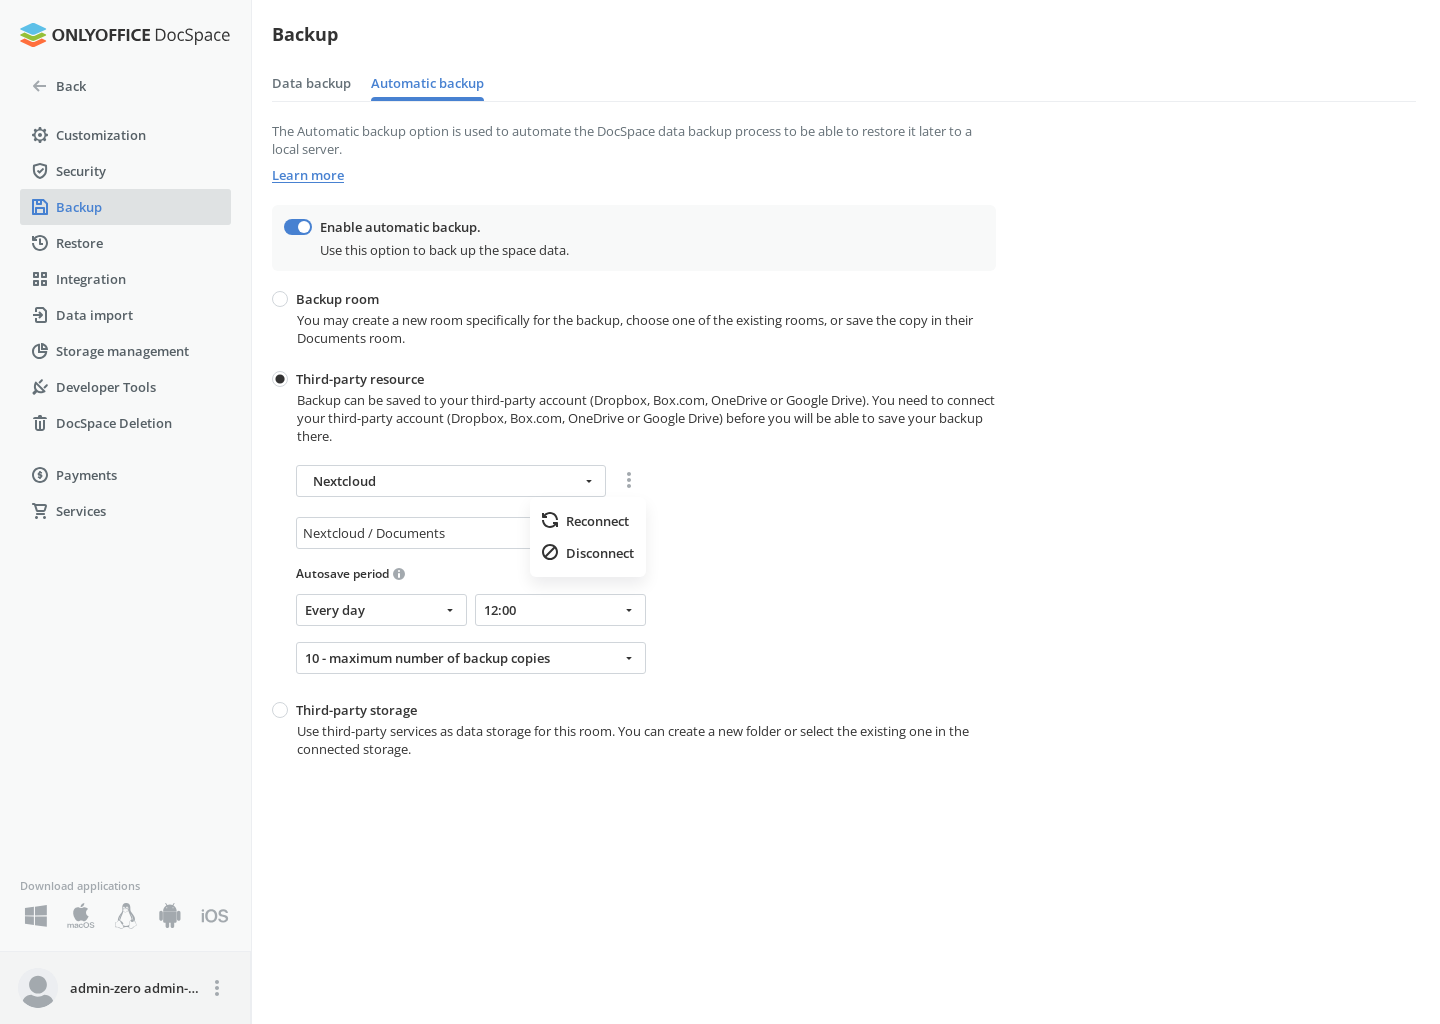 ONLYOFFICE DocSpace
Back
Customization
Security
Backup
Restore
Integration
Data import
Storage management
Developer Tools
DocSpace Deletion
Payments
Services
Download applications
macOS
iOS
admin-zero admin-...
Backup
Data backup
Automatic backup
The Automatic backup option is used to automate the DocSpace data backup process to be able to restore it later to a
local server.
Learn more
Enable automatic backup.
Use this option to back up the space data.
Backup room
You may create a new room specifically for the backup, choose one of the existing rooms, or save the copy in their
Documents room.
Third-party resource
Backup can be saved to your third-party account (Dropbox, Box.com, OneDrive or Google Drive). You need to connect
your third-party account (Dropbox, Box.com, OneDrive or Google Drive) before you will be able to save your backup
there.
Nextcloud
Reconnect
Disconnect
Nextcloud / Documents
Autosave period
Every day
12:00
10 - maximum number of backup copies
Third-party storage
Use third-party services as data storage for this room. You can create a new folder or select the existing one in the
connected storage.